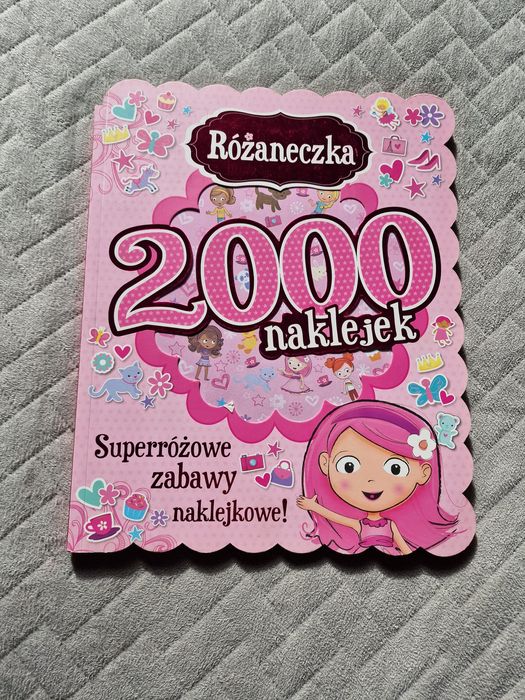 Różaneczka
2000
naklejek
Superróżowe
zabawy
naklejkowe!